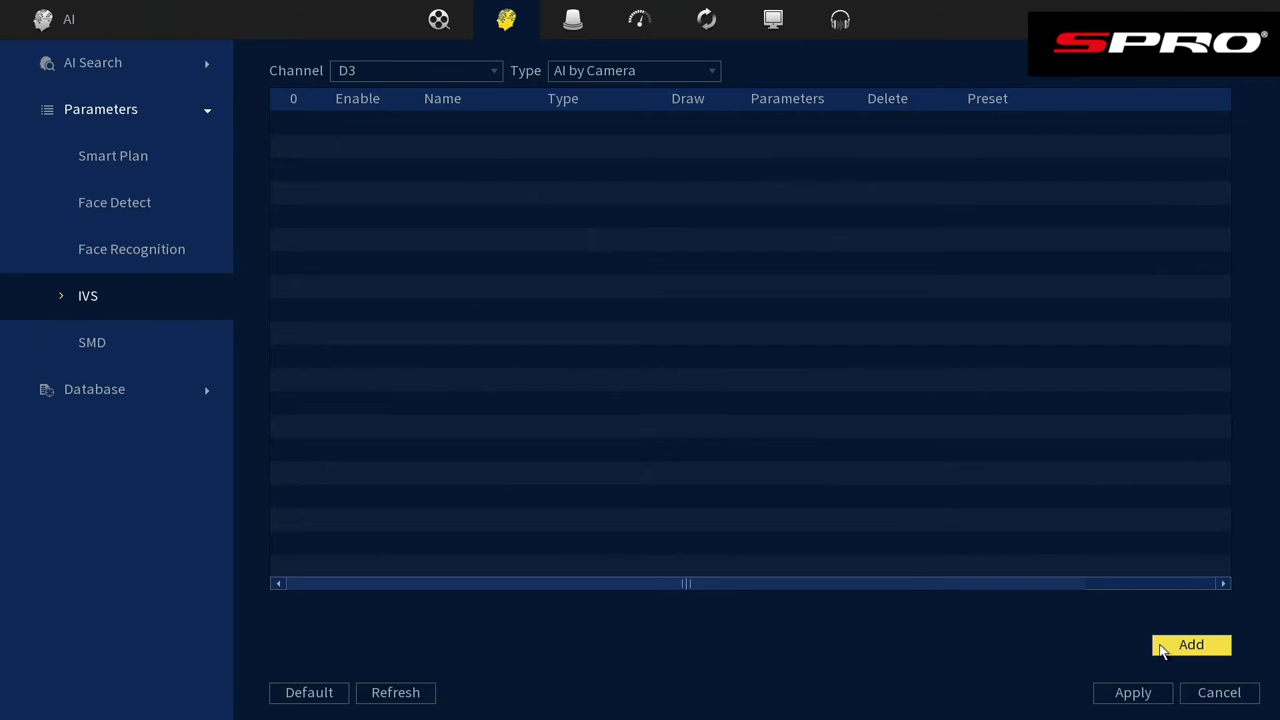 AI
SPRO®
AI Search
Channel D3 Type AI by Camera
Parameters
0 Enable Name Type Draw Parameters Delete Preset
Smart Plan
Face Detect
Face Recognition
IVS
SMD
Database
Add
Default Refresh Apply Cancel